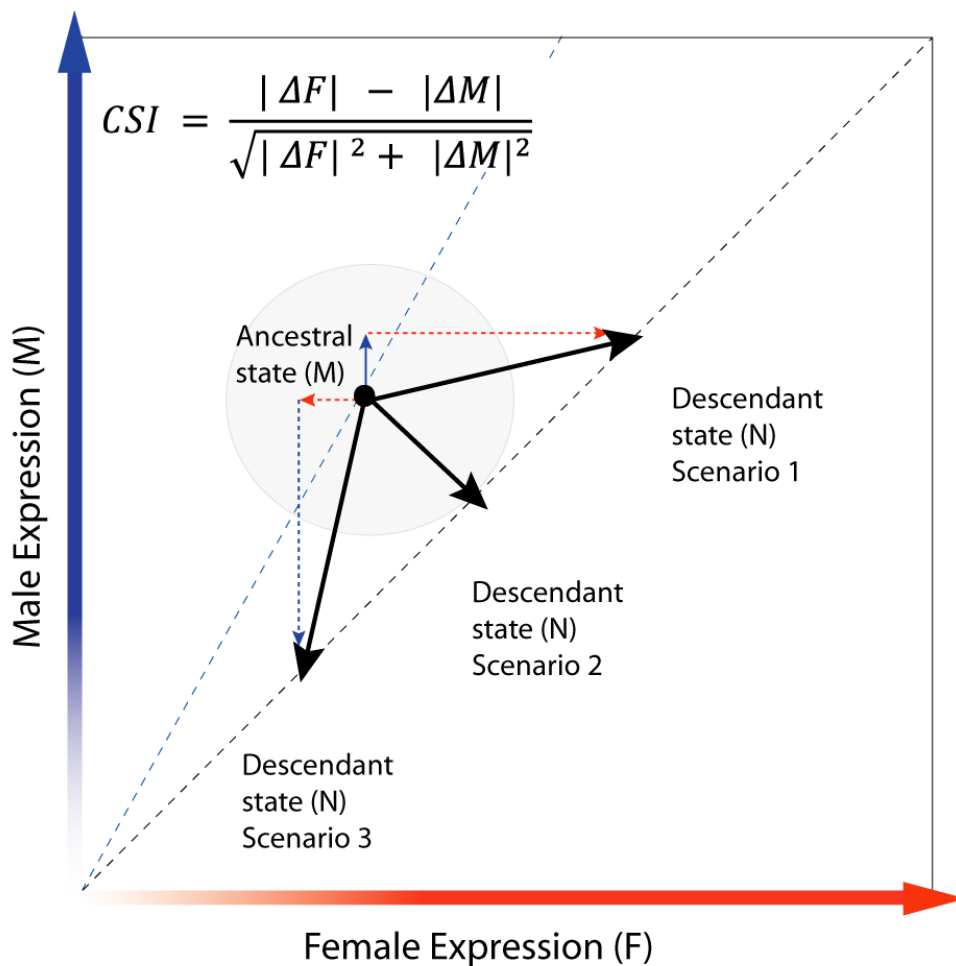 CSI = | ΔF| − |ΔM| / √| ΔF| ² + |ΔM|²
Ancestral
state (M)
Descendant
state (N)
Scenario 1
Descendant
state (N)
Scenario 2
Descendant
state (N)
Scenario 3
Male Expression (M)
Female Expression (F)